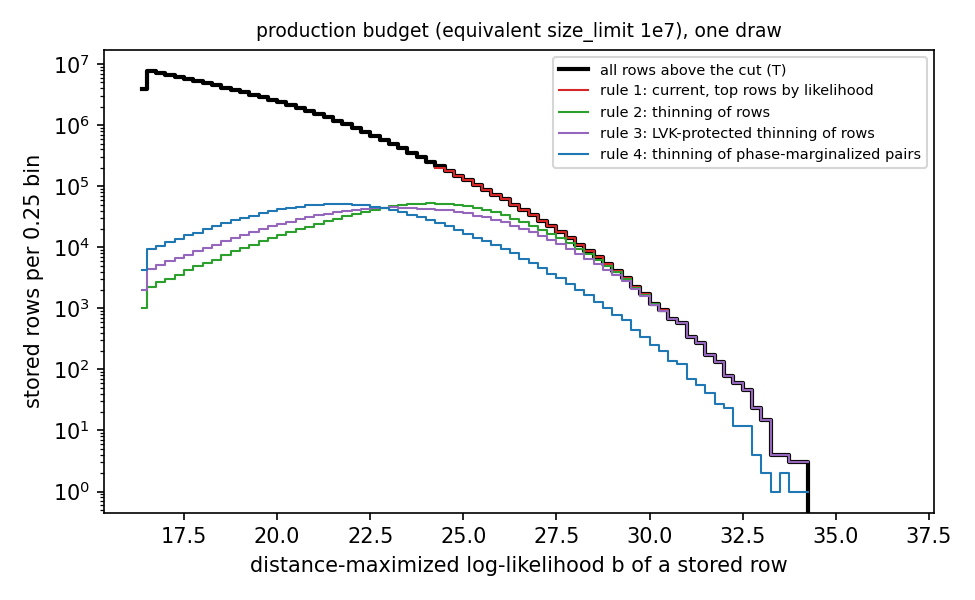 production budget (equivalent size_limit 1e7), one draw
all rows above the cut (T)
rule 1: current, top rows by likelihood
rule 2: thinning of rows
rule 3: LVK-protected thinning of rows
rule 4: thinning of phase-marginalized pairs
stored rows per 0.25 bin
10⁷
10⁶
10⁵
10⁴
10³
10²
10¹
10⁰
17.5 20.0 22.5 25.0 27.5 30.0 32.5 35.0 37.5
distance-maximized log-likelihood b of a stored row